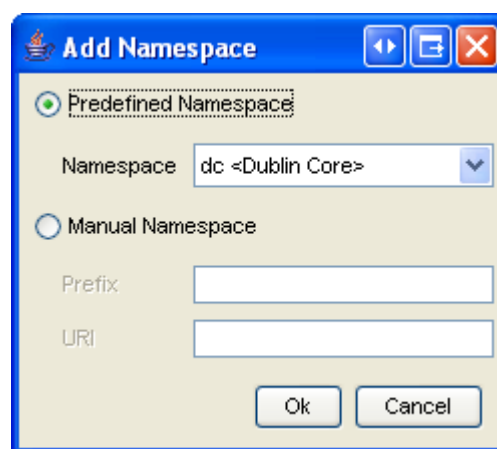 Add Namespace
Predefined Namespace
Namespace dc <Dublin Core>
Manual Namespace
Prefix
URI
Ok Cancel